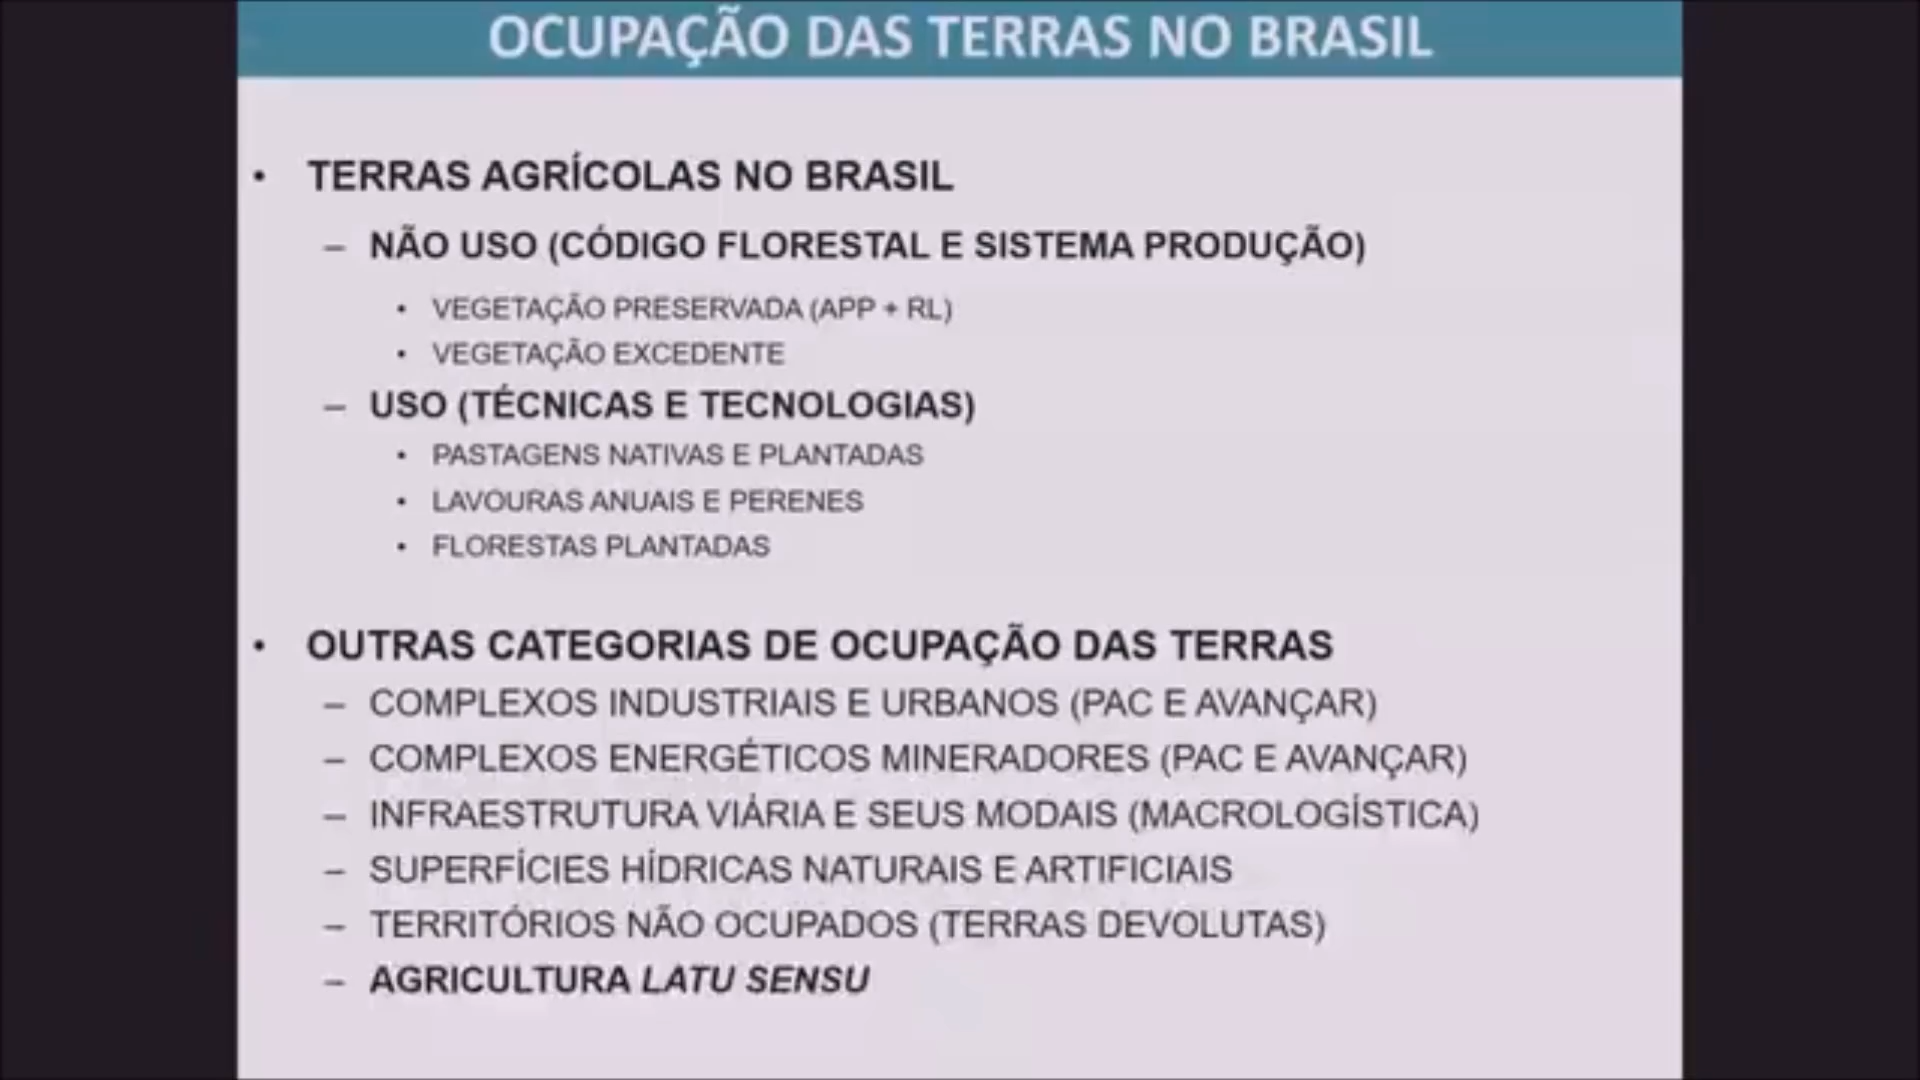 OCUPAÇÃO DAS TERRAS NO BRASIL
• TERRAS AGRÍCOLAS NO BRASIL
– NÃO USO (CÓDIGO FLORESTAL E SISTEMA PRODUÇÃO)
• VEGETAÇÃO PRESERVADA (APP + RL)
• VEGETAÇÃO EXCEDENTE
– USO (TÉCNICAS E TECNOLOGIAS)
• PASTAGENS NATIVAS E PLANTADAS
• LAVOURAS ANUAIS E PERENES
• FLORESTAS PLANTADAS
• OUTRAS CATEGORIAS DE OCUPAÇÃO DAS TERRAS
– COMPLEXOS INDUSTRIAIS E URBANOS (PAC E AVANÇAR)
– COMPLEXOS ENERGÉTICOS MINERADORES (PAC E AVANÇAR)
– INFRAESTRUTURA VIÁRIA E SEUS MODAIS (MACROLOGÍSTICA)
– SUPERFÍCIES HÍDRICAS NATURAIS E ARTIFICIAIS
– TERRITÓRIOS NÃO OCUPADOS (TERRAS DEVOLUTAS)
– AGRICULTURA LATU SENSU